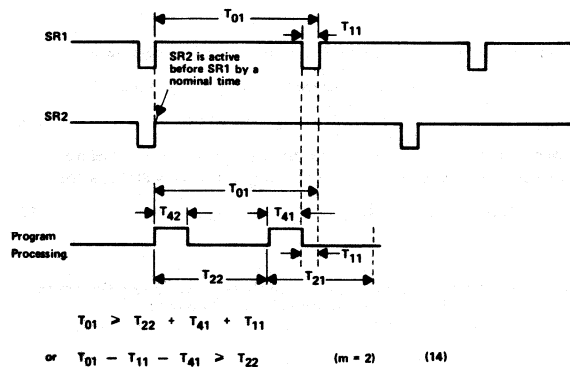 T01
SR1
T11
SR2 is active
before SR1 by a
nominal time
SR2
T01
T42
T41
Program
Processing
T11
T22
T21
T01 ≥ T22 + T41 + T11
or T01 − T11 − T41 ≥ T22 (m = 2) (14)